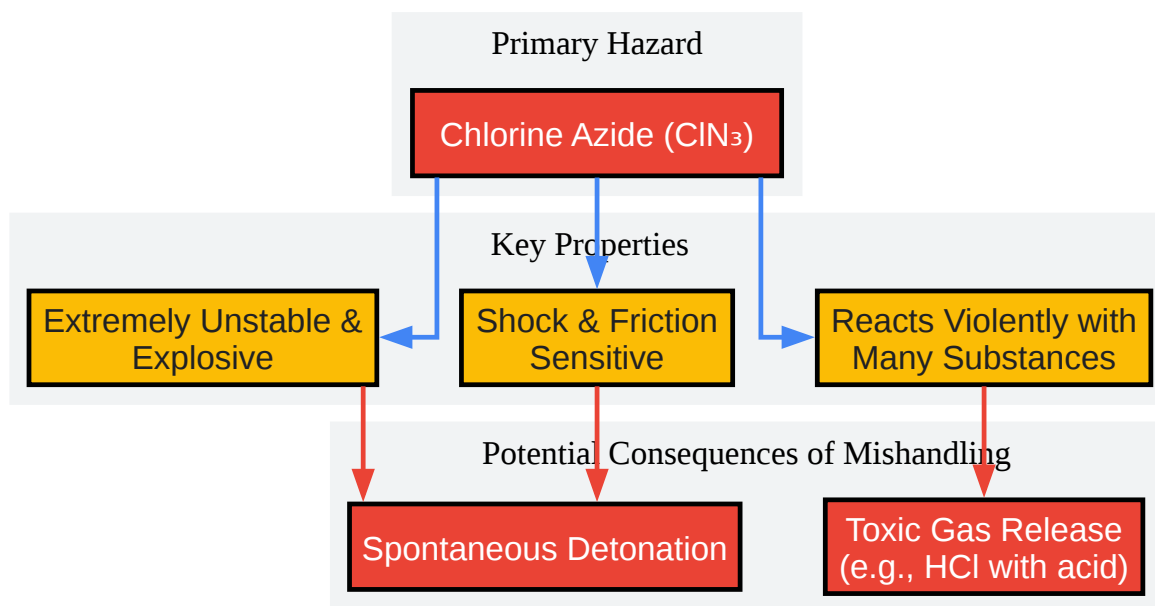 Primary Hazard
Chlorine Azide (ClN₃)
Key Properties
Extremely Unstable &
Explosive
Shock & Friction
Sensitive
Reacts Violently with
Many Substances
Potential Consequences of Mishandling
Spontaneous Detonation
Toxic Gas Release
(e.g., HCl with acid)